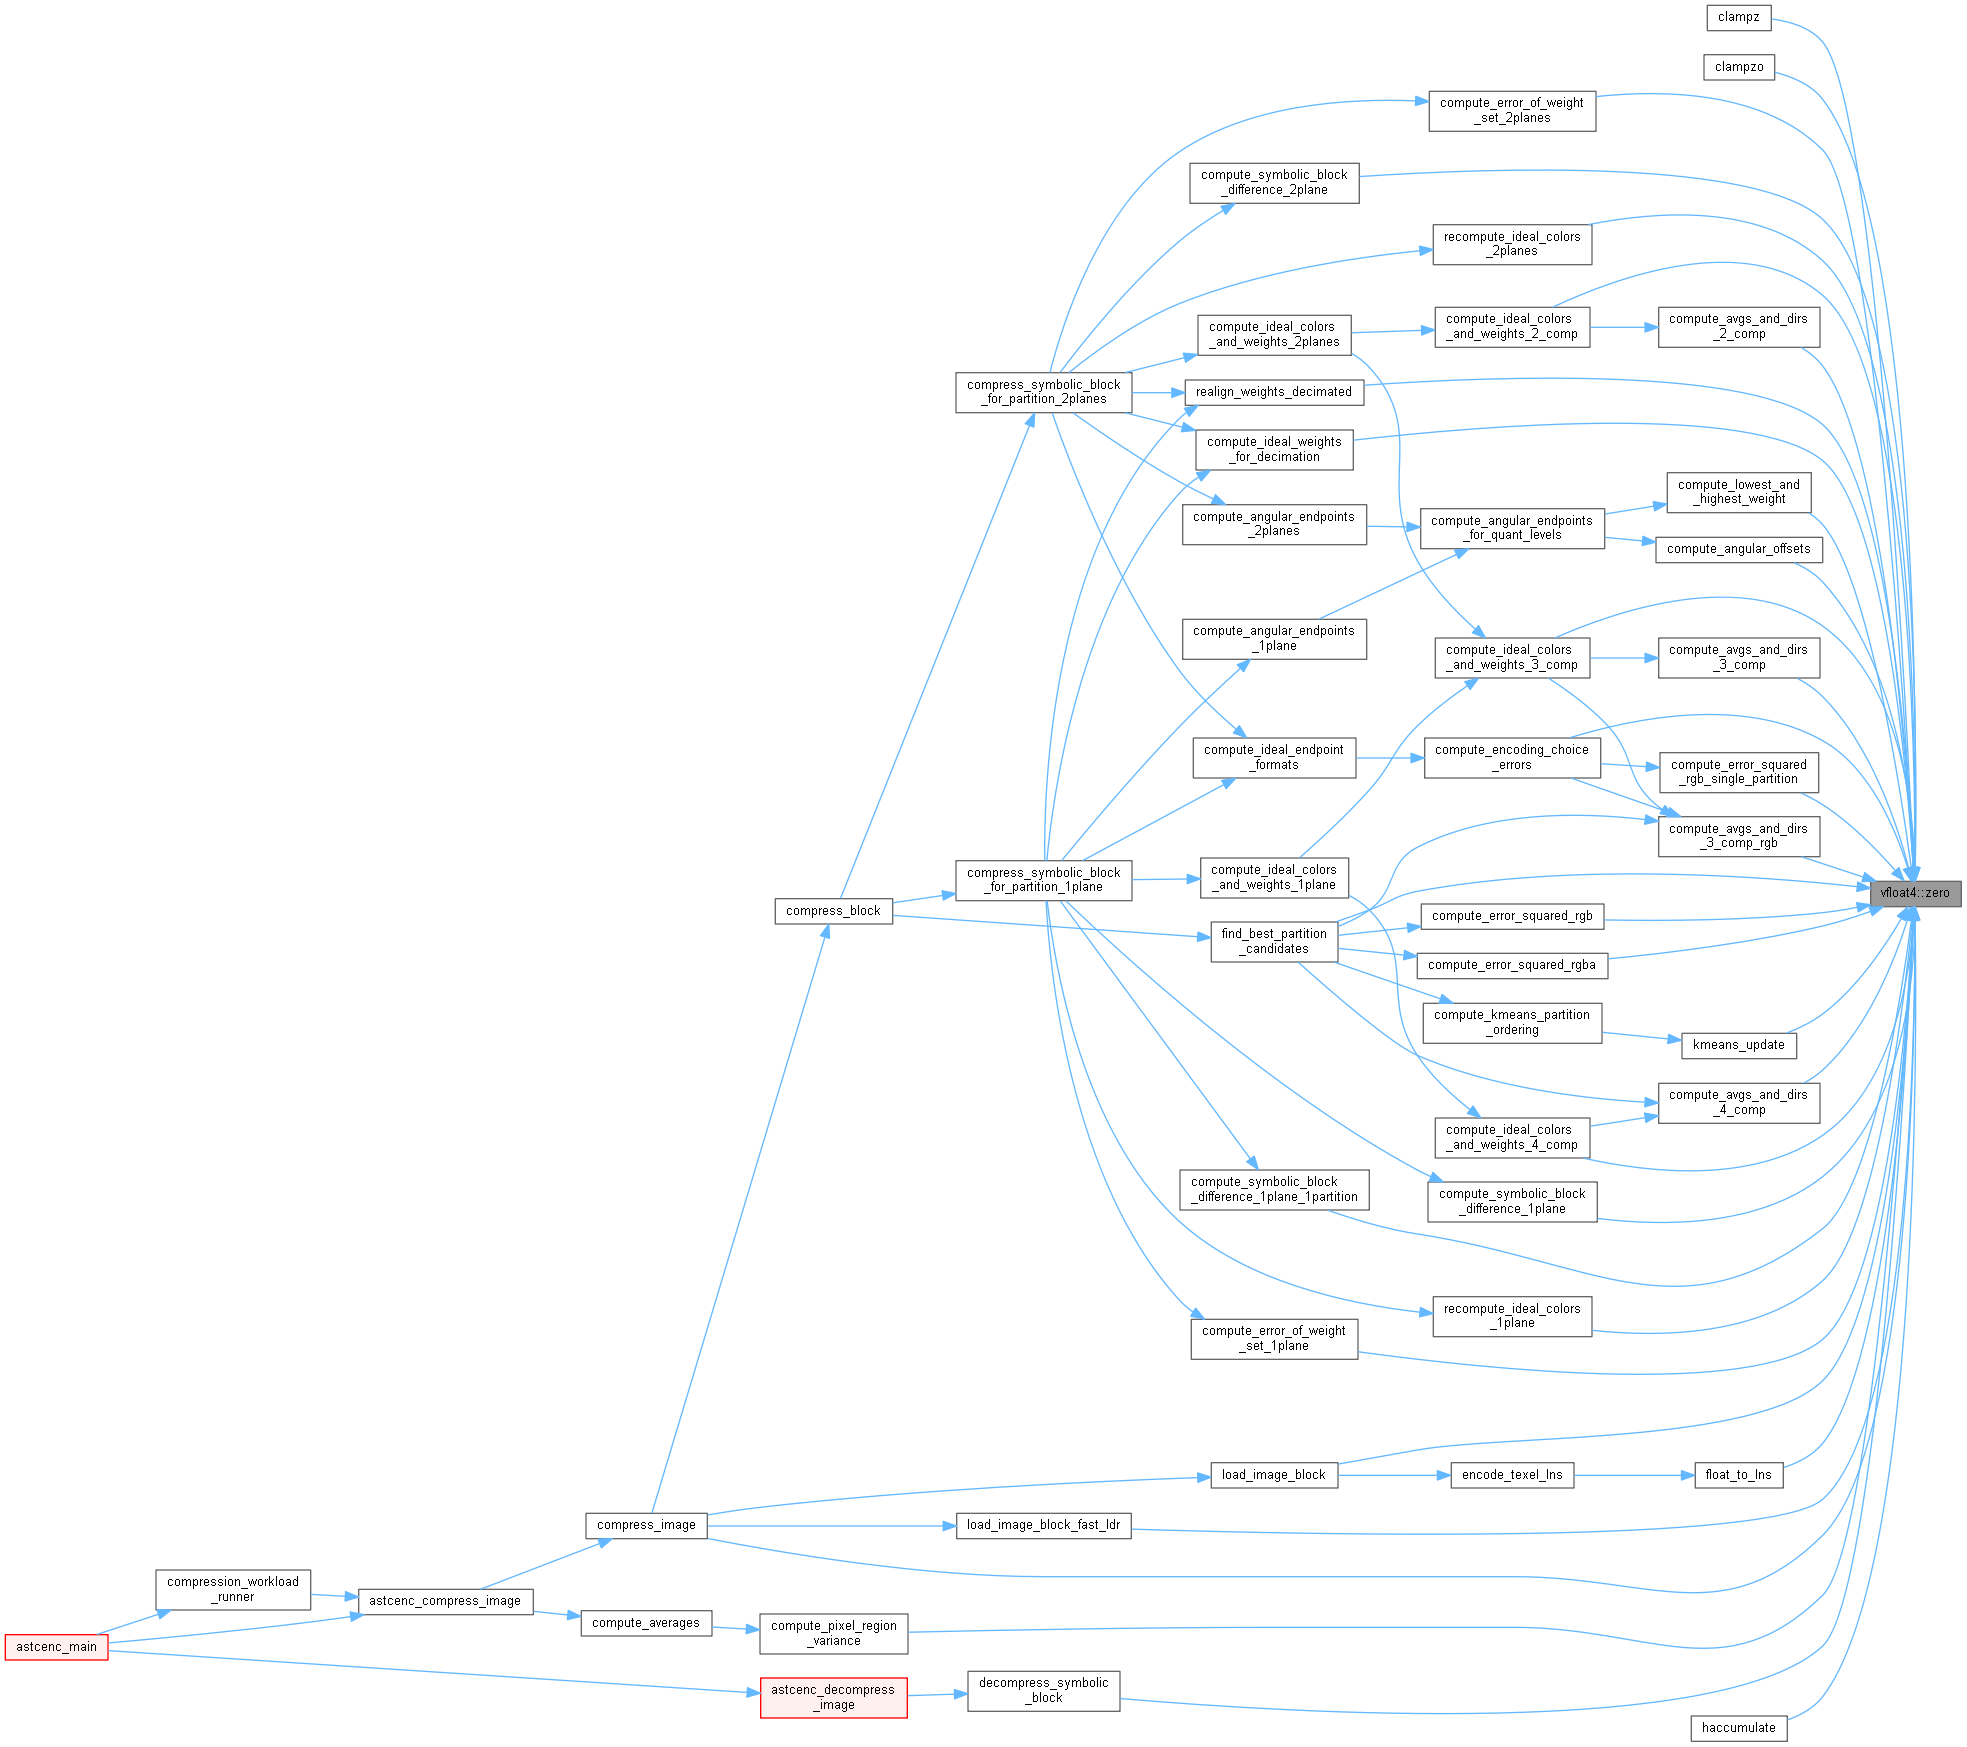 clampz
clampzo
compute_error_of_weight
_set_2planes
compute_symbolic_block
_difference_2plane
recompute_ideal_colors
_2planes
compute_ideal_colors
_and_weights_2planes
compute_ideal_colors
_and_weights_2_comp
compute_avgs_and_dirs
_2_comp
compress_symbolic_block
_for_partition_2planes
realign_weights_decimated
compute_ideal_weights
_for_decimation
compute_lowest_and
_highest_weight
compute_angular_endpoints
_2planes
compute_angular_endpoints
_for_quant_levels
compute_angular_offsets
compute_angular_endpoints
_1plane
compute_ideal_colors
_and_weights_3_comp
compute_avgs_and_dirs
_3_comp
compute_ideal_endpoint
_formats
compute_encoding_choice
_errors
compute_error_squared
_rgb_single_partition
compute_avgs_and_dirs
_3_comp_rgb
compress_symbolic_block
_for_partition_1plane
compute_ideal_colors
_and_weights_1plane
vfloat4::zero
compress_block
find_best_partition
_candidates
compute_error_squared_rgb
compute_error_squared_rgba
compute_kmeans_partition
_ordering
kmeans_update
compute_avgs_and_dirs
_4_comp
compute_ideal_colors
_and_weights_4_comp
compute_symbolic_block
_difference_1plane_1partition
compute_symbolic_block
_difference_1plane
recompute_ideal_colors
_1plane
compute_error_of_weight
_set_1plane
load_image_block
encode_texel_lns
float_to_lns
compress_image
load_image_block_fast_ldr
compression_workload
_runner
astcenc_compress_image
compute_averages
compute_pixel_region
_variance
astcenc_main
astcenc_decompress
_image
decompress_symbolic
_block
haccumulate